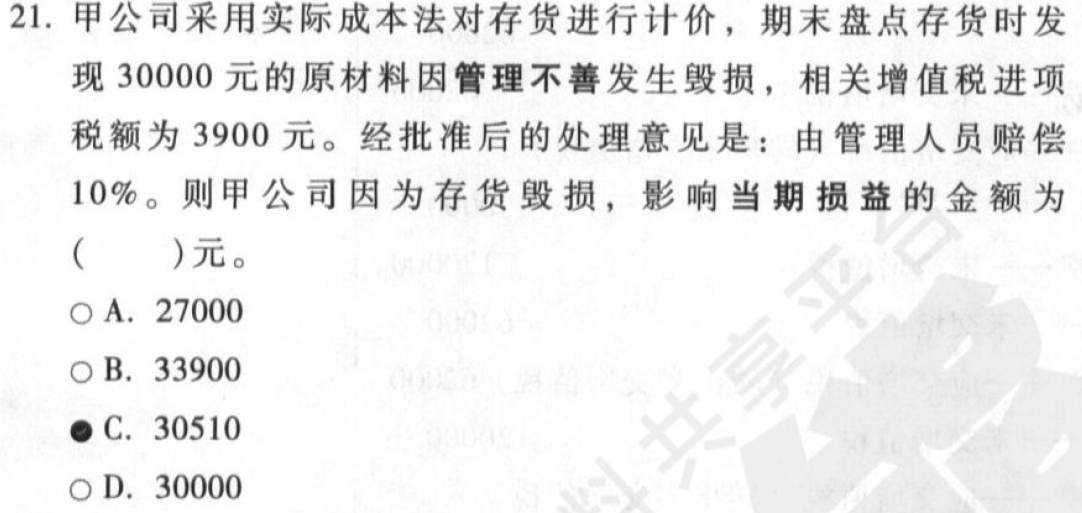 21. 甲公司采用实际成本法对存货进行计价，期末盘点存货时发
现 30000 元的原材料因管理不善发生毁损，相关增值税进项
税额为 3900 元。经批准后的处理意见是：由管理人员赔偿
10%。则甲公司因为存货毁损，影响当期损益的金额为
(    )元。
○ A. 27000
○ B. 33900
● C. 30510
○ D. 30000
料共享平台